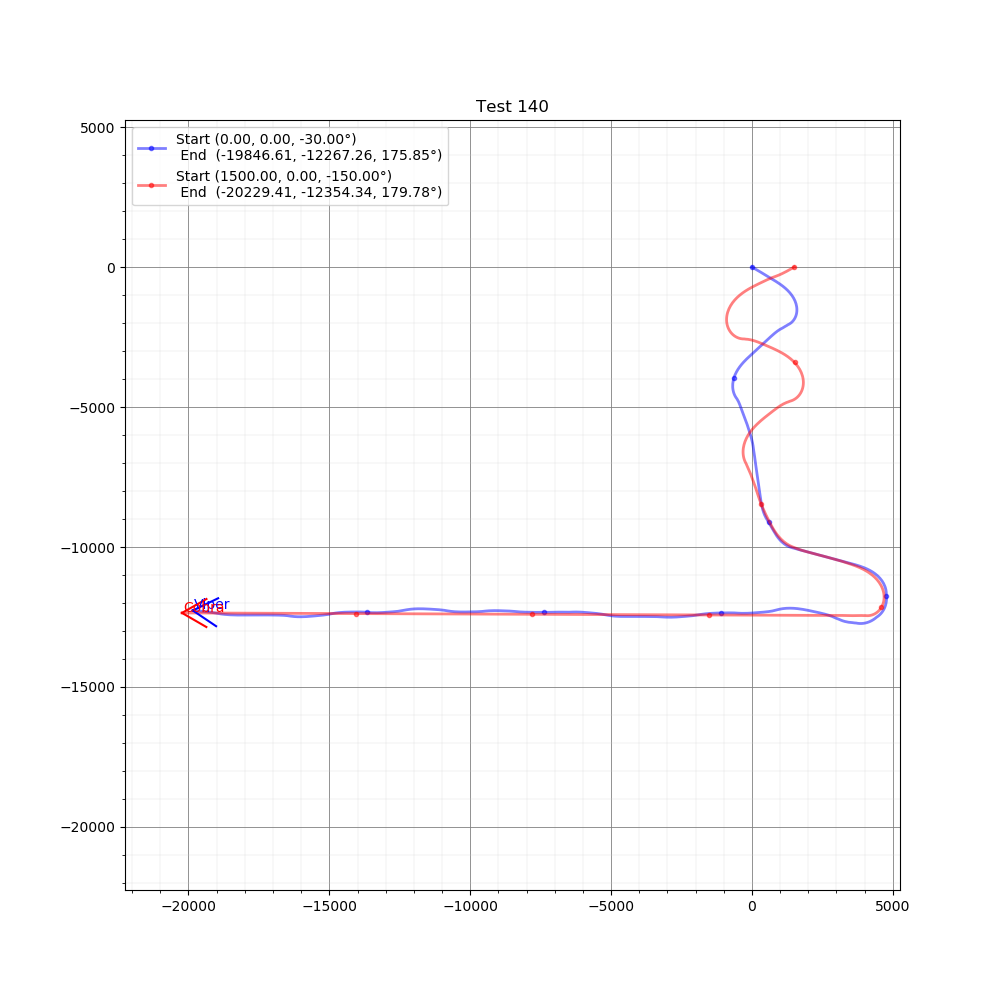 Test 140
Start (0.00, 0.00, -30.00°)
End (-19846.61, -12267.26, 175.85°)
Start (1500.00, 0.00, -150.00°)
End (-20229.41, -12354.34, 179.78°)
5000
0
−5000
−10000
−15000
−20000
Viper
−20000 −15000 −10000 −5000 0 5000